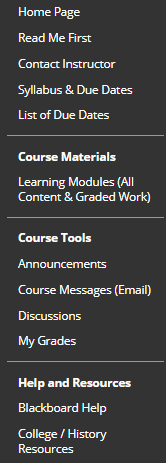 Home Page
Read Me First
Contact Instructor
Syllabus & Due Dates
List of Due Dates
Course Materials
Learning Modules (All
Content & Graded Work)
Course Tools
Announcements
Course Messages (Email)
Discussions
My Grades
Help and Resources
Blackboard Help
College / History
Resources